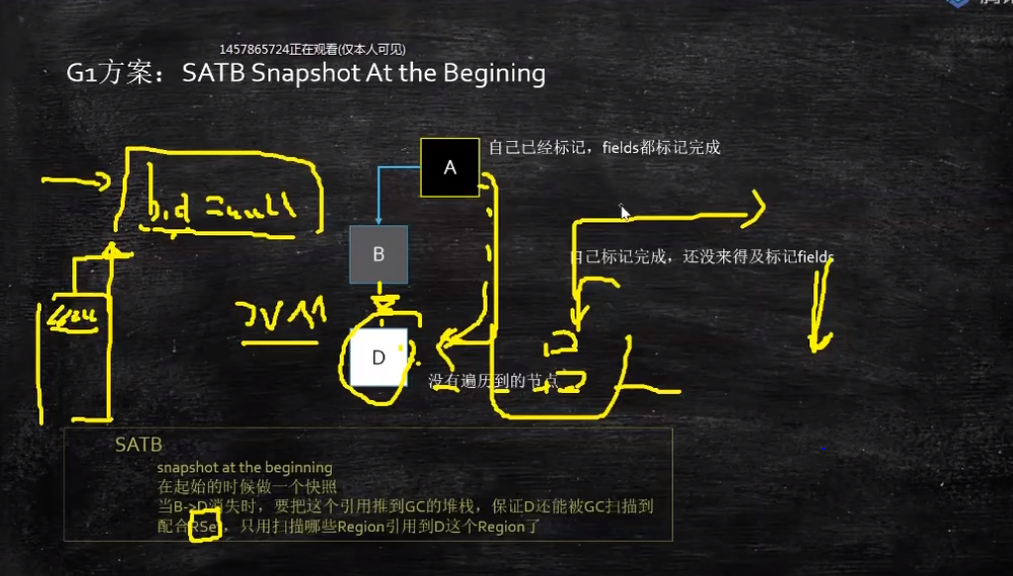 1457865724正在观看(仅本人可见)
G1方案：SATB Snapshot At the Begining
A
自己已经标记，fields都标记完成
b.d = null
B
自己标记完成，还没来得及标记fields
JVM
D
没有遍历到的节点
SATB
snapshot at the beginning
在起始的时候做一个快照
当B->D消失时，要把这个引用推到GC的堆栈，保证D还能被GC扫描到
配合RSet，只用扫描哪些Region引用到D这个Region了